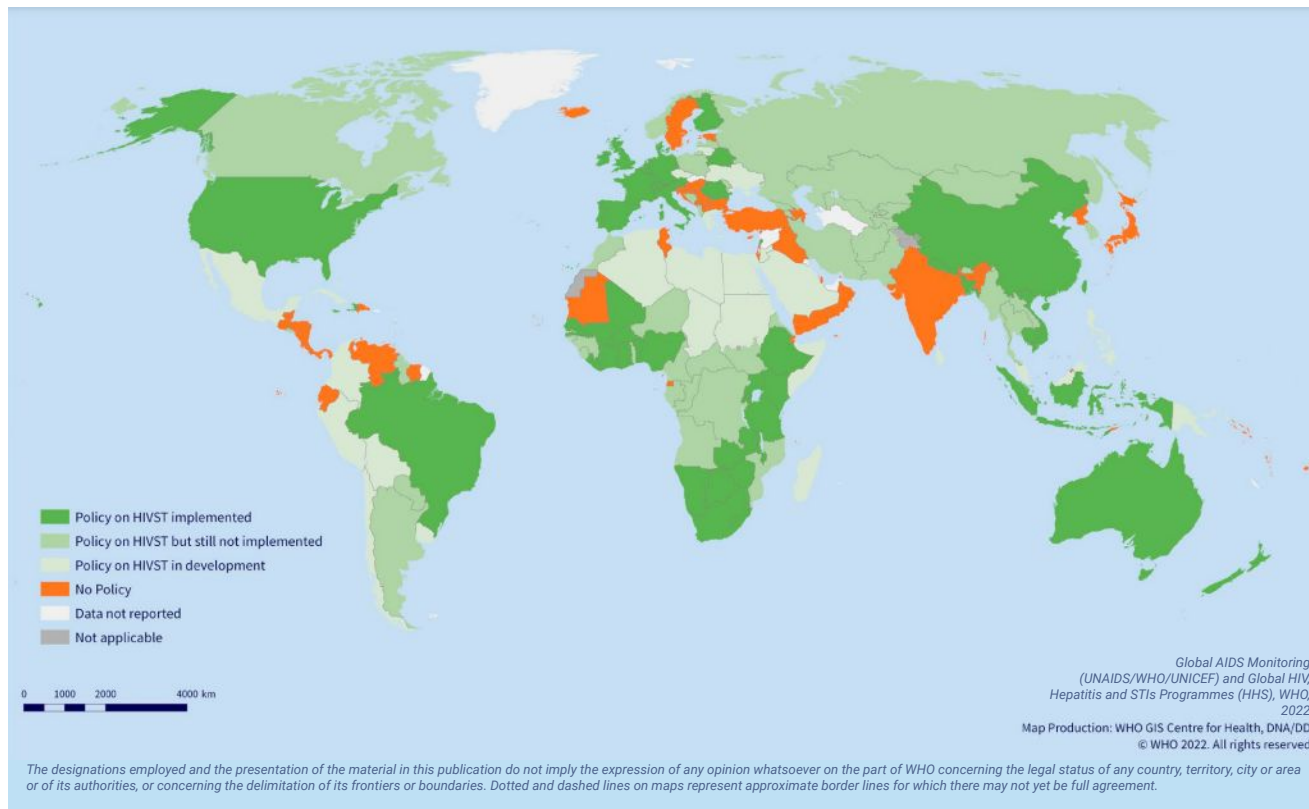 Policy on HIVST implemented
Policy on HIVST but still not implemented
Policy on HIVST in development
No Policy
Data not reported
Not applicable
0 1000 2000 4000 km
Global AIDS Monitoring
(UNAIDS/WHO/UNICEF) and Global HIV,
Hepatitis and STIs Programmes (HHS), WHO,
2022
Map Production: WHO GIS Centre for Health, DNA/DD
© WHO 2022. All rights reserved
The designations employed and the presentation of the material in this publication do not imply the expression of any opinion whatsoever on the part of WHO concerning the legal status of any country, territory, city or area
or of its authorities, or concerning the delimitation of its frontiers or boundaries. Dotted and dashed lines on maps represent approximate border lines for which there may not yet be full agreement.